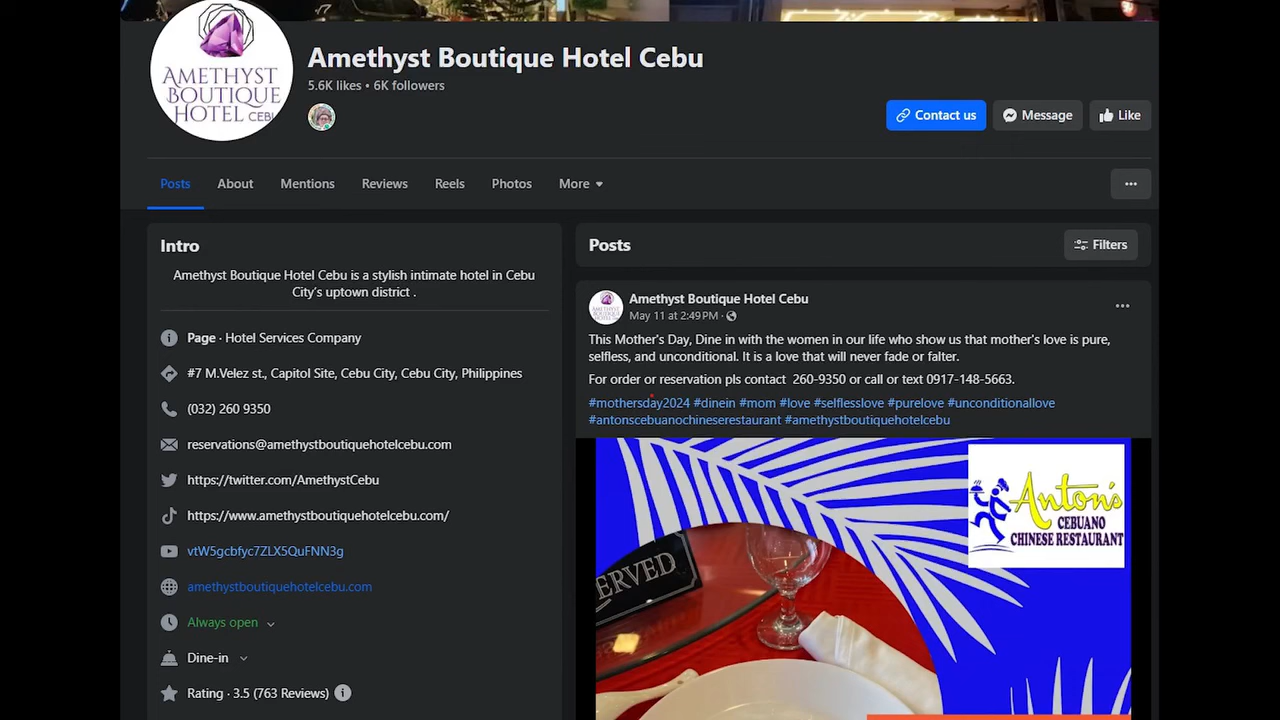 AMETHYST
BOUTIQUE
HOTEL CEBU
Amethyst Boutique Hotel Cebu
5.6K likes • 6K followers
Contact us
Message
Like
Posts
About
Mentions
Reviews
Reels
Photos
More
Intro
Amethyst Boutique Hotel Cebu is a stylish intimate hotel in Cebu
City's uptown district .
Page · Hotel Services Company
#7 M.Velez st., Capitol Site, Cebu City, Cebu City, Philippines
(032) 260 9350
reservations@amethystboutiquehotelcebu.com
https://twitter.com/AmethystCebu
https://www.amethystboutiquehotelcebu.com/
vtW5gcbfyc7ZLX5QuFNN3g
amethystboutiquehotelcebu.com
Always open
Dine-in
Rating · 3.5 (763 Reviews)
Posts
Filters
Amethyst Boutique Hotel Cebu
May 11 at 2:49 PM ·
This Mother's Day, Dine in with the women in our life who show us that mother's love is pure,
selfless, and unconditional. It is a love that will never fade or falter.
For order or reservation pls contact 260-9350 or call or text 0917-148-5663.
#mothersday2024 #dinein #mom #love #selflesslove #purelove #unconditionallove
#antonscebuanochineserestaurant #amethystboutiquehotelcebu
Anton's
CEBUANO
CHINESE RESTAURANT
ERVED